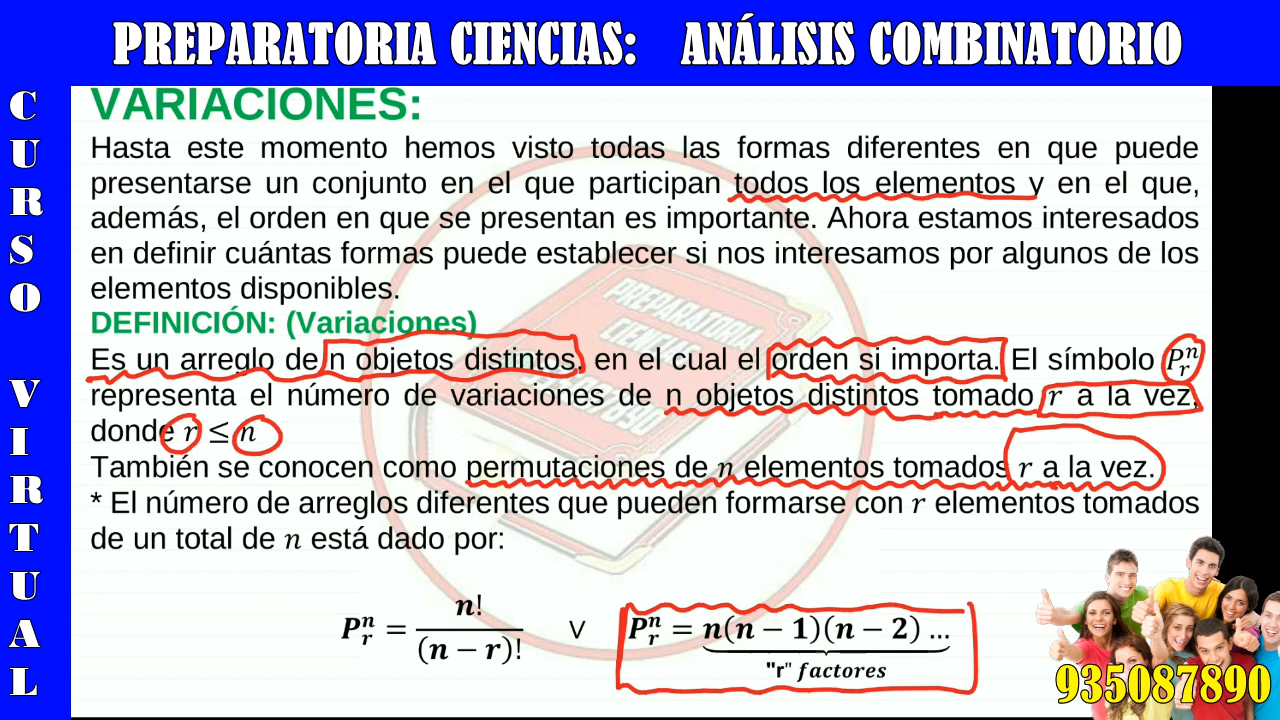 PREPARATORIA CIENCIAS: ANÁLISIS COMBINATORIO
CURSO VIRTUAL
VARIACIONES:
Hasta este momento hemos visto todas las formas diferentes en que puede
presentarse un conjunto en el que participan todos los elementos y en el que,
además, el orden en que se presentan es importante. Ahora estamos interesados
en definir cuántas formas puede establecer si nos interesamos por algunos de los
elementos disponibles.
DEFINICIÓN: (Variaciones)
Es un arreglo de n objetos distintos, en el cual el orden si importa. El símbolo Pᵣⁿ
representa el número de variaciones de n objetos distintos tomado r a la vez,
donde r ≤ n
También se conocen como permutaciones de n elementos tomados r a la vez.
* El número de arreglos diferentes que pueden formarse con r elementos tomados
de un total de n está dado por:
Pᵣⁿ = n! / (n − r)! ∨ Pᵣⁿ = n(n − 1)(n − 2) ...
"r" factores
PREPARATORIA
CIENCIAS
935087890